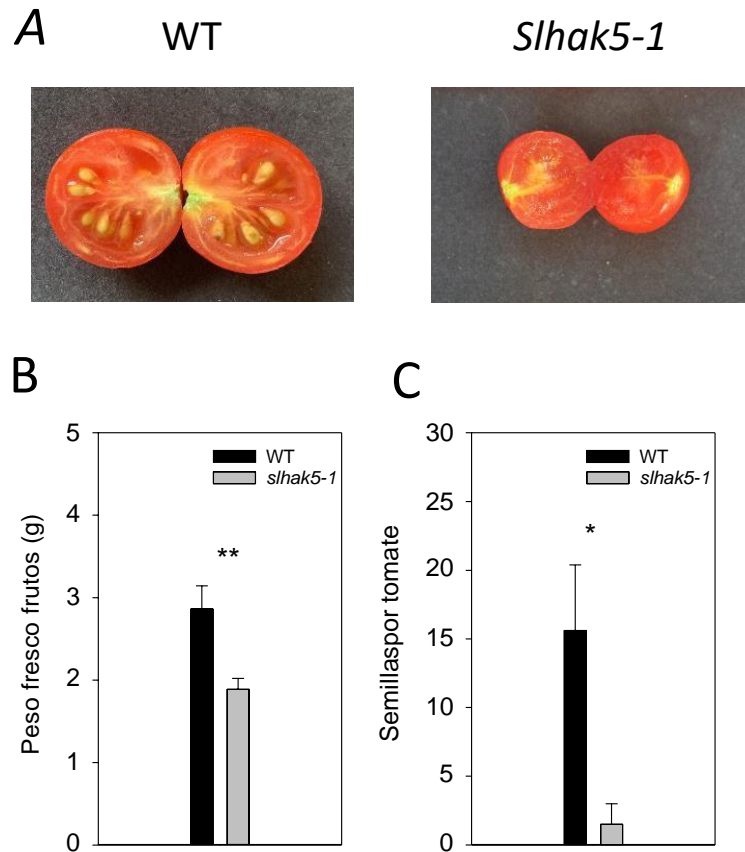 A
WT
Slhak5-1
B
C
5
4
3
2
1
0
Peso fresco frutos (g)
WT
slhak5-1
**
30
25
20
15
10
5
0
Semillaspor tomate
WT
slhak5-1
*